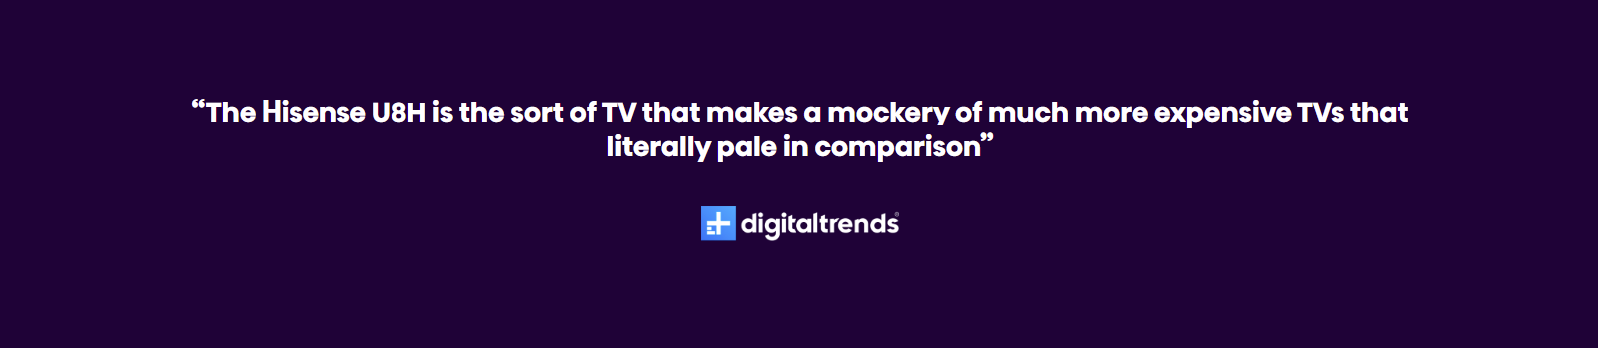 “The Hisense U8H is the sort of TV that makes a mockery of much more expensive TVs that
literally pale in comparison”
digitaltrends®